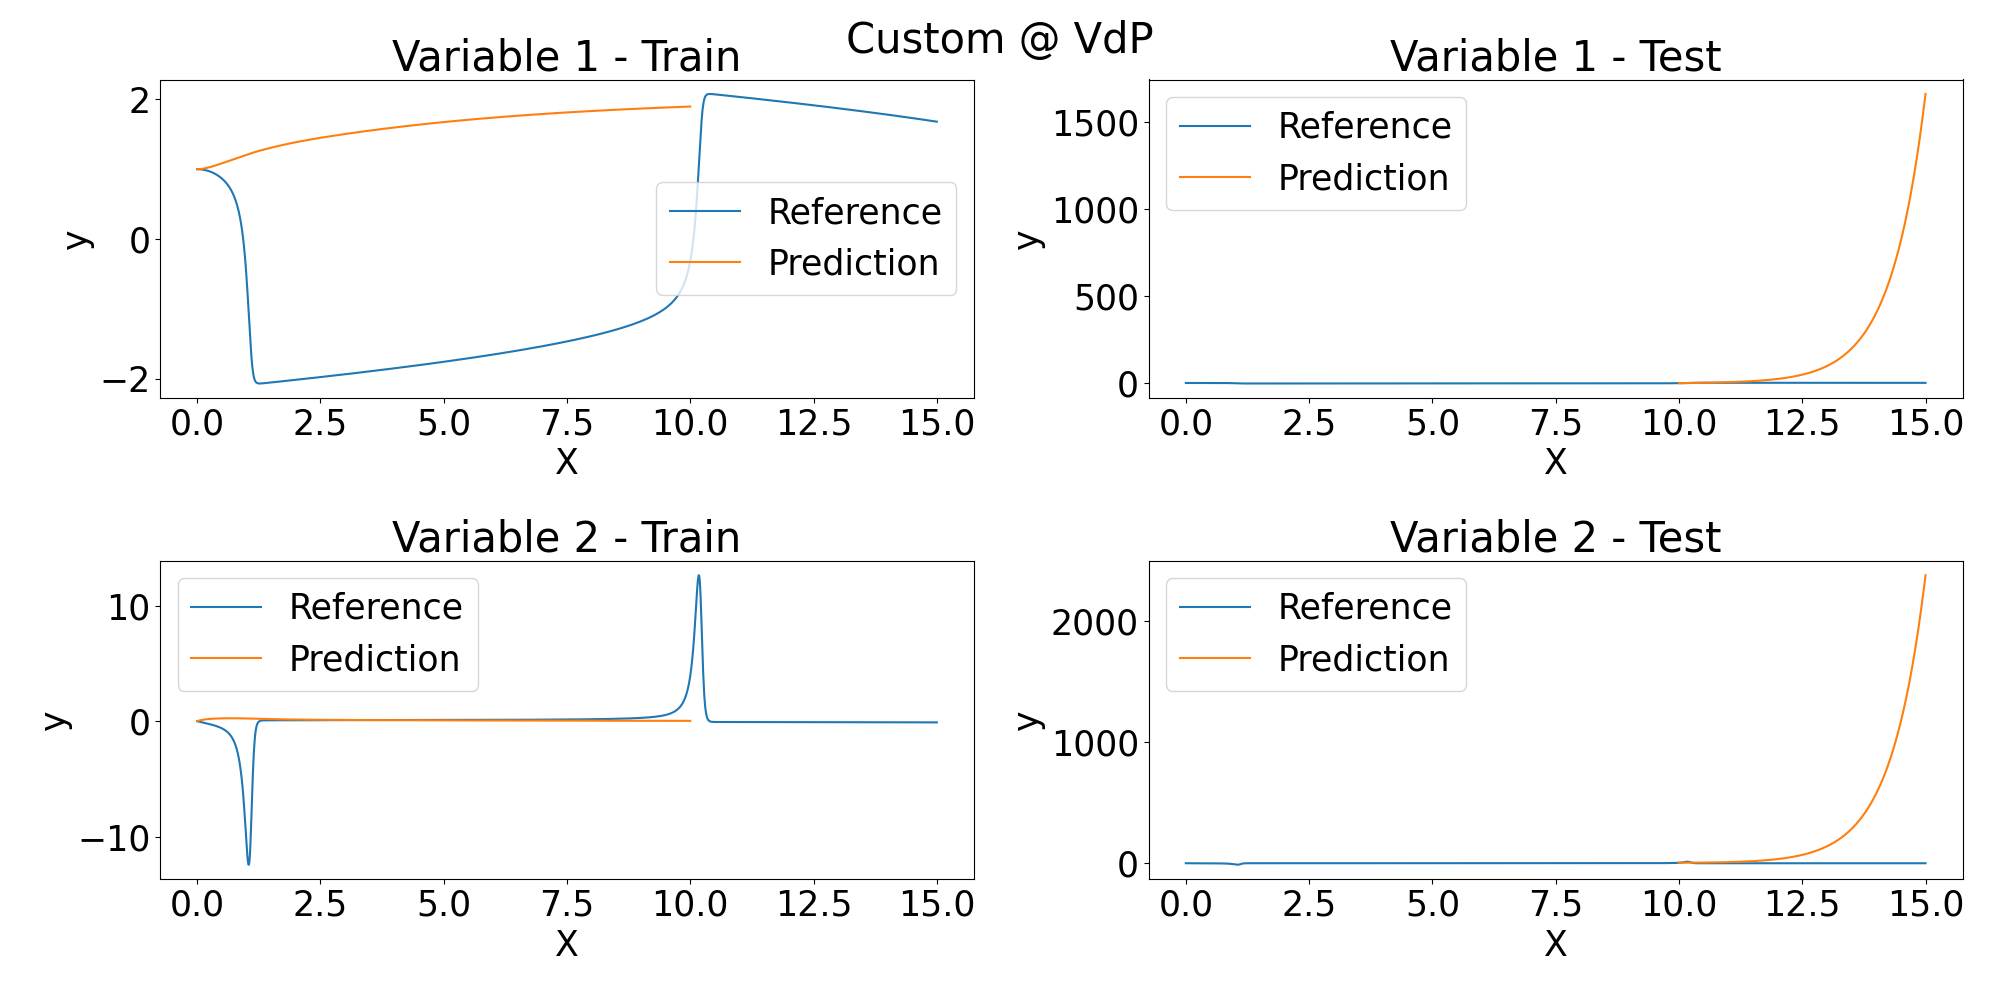 Custom @ VdP
Variable 1 - Train
2
0
−2
y
Reference
Prediction
0.0 2.5 5.0 7.5 10.0 12.5 15.0
X
Variable 1 - Test
1500
1000
500
0
y
Reference
Prediction
0.0 2.5 5.0 7.5 10.0 12.5 15.0
X
Variable 2 - Train
10
0
−10
y
Reference
Prediction
0.0 2.5 5.0 7.5 10.0 12.5 15.0
X
Variable 2 - Test
2000
1000
0
y
Reference
Prediction
0.0 2.5 5.0 7.5 10.0 12.5 15.0
X